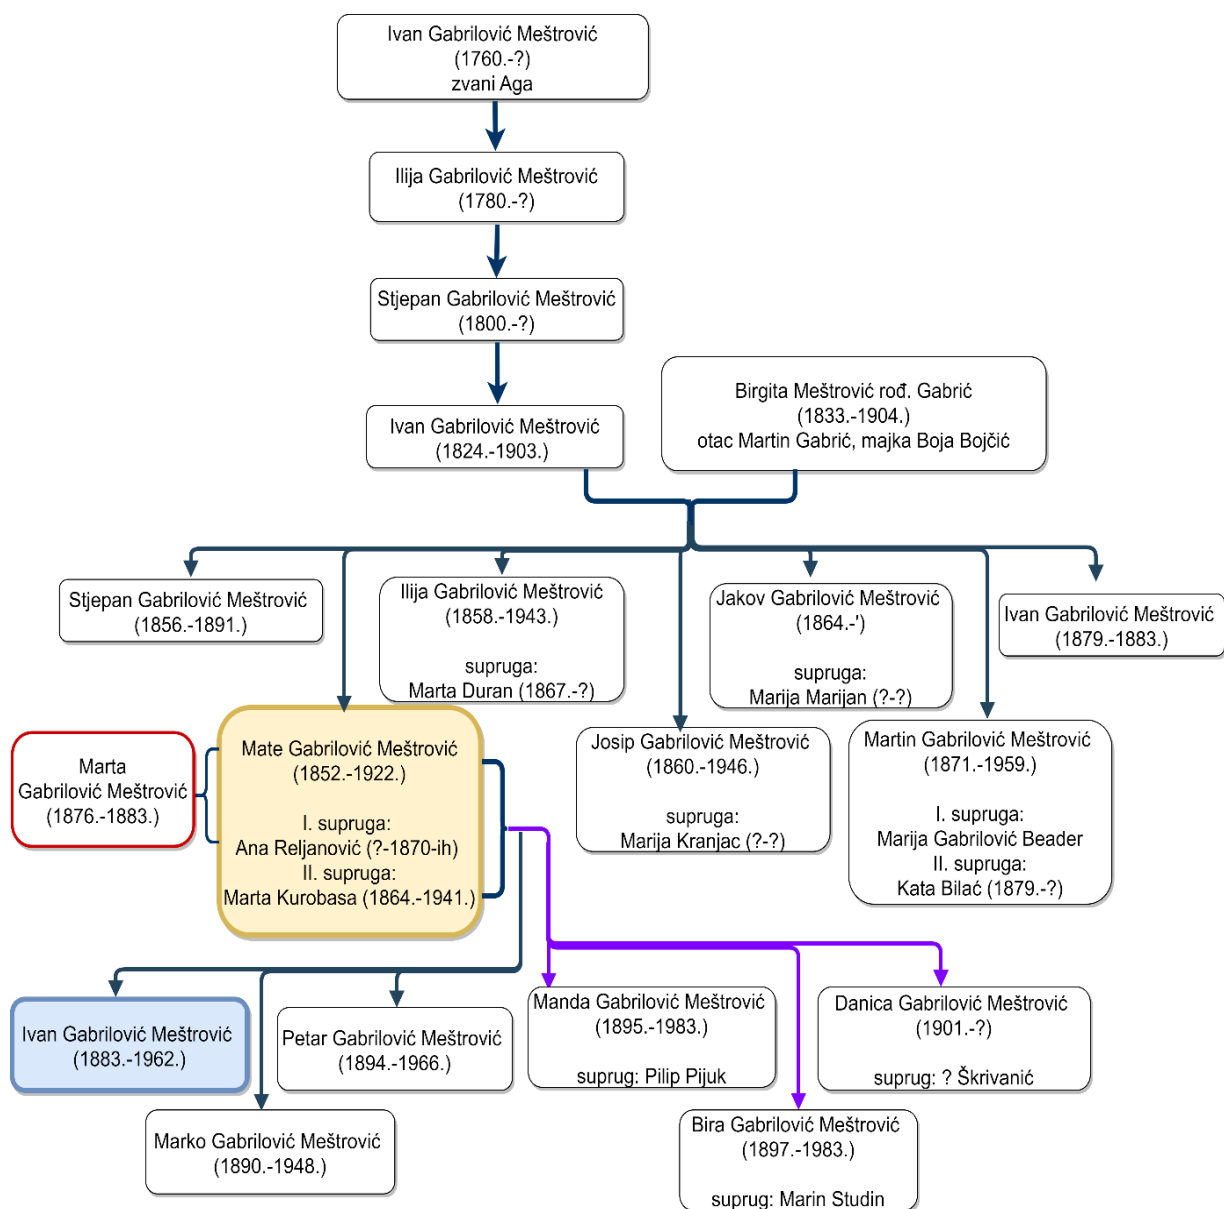 Ivan Gabrilović Meštrović
(1760.-?)
zvani Aga
Ilija Gabrilović Meštrović
(1780.-?)
Stjepan Gabrilović Meštrović
(1800.-?)
Ivan Gabrilović Meštrović
(1824.-1903.)
Birgita Meštrović rođ. Gabrić
(1833.-1904.)
otac Martin Gabrić, majka Boja Bojčić
Stjepan Gabrilović Meštrović
(1856.-1891.)
Ilija Gabrilović Meštrović
(1858.-1943.)
supruga:
Marta Duran (1867.-?)
Jakov Gabrilović Meštrović
(1864.-')
supruga:
Marija Marijan (?-?)
Ivan Gabrilović Meštrović
(1879.-1883.)
Marta
Gabrilović Meštrović
(1876.-1883.)
Mate Gabrilović Meštrović
(1852.-1922.)
I. supruga:
Ana Reljanović (?-1870-ih)
II. supruga:
Marta Kurobasa (1864.-1941.)
Josip Gabrilović Meštrović
(1860.-1946.)
supruga:
Marija Kranjac (?-?)
Martin Gabrilović Meštrović
(1871.-1959.)
I. supruga:
Marija Gabrilović Beader
II. supruga:
Kata Bilać (1879.-?)
Ivan Gabrilović Meštrović
(1883.-1962.)
Petar Gabrilović Meštrović
(1894.-1966.)
Manda Gabrilović Meštrović
(1895.-1983.)
suprug: Pilip Pijuk
Danica Gabrilović Meštrović
(1901.-?)
suprug: ? Škrivanić
Marko Gabrilović Meštrović
(1890.-1948.)
Bira Gabrilović Meštrović
(1897.-1983.)
suprug: Marin Studin